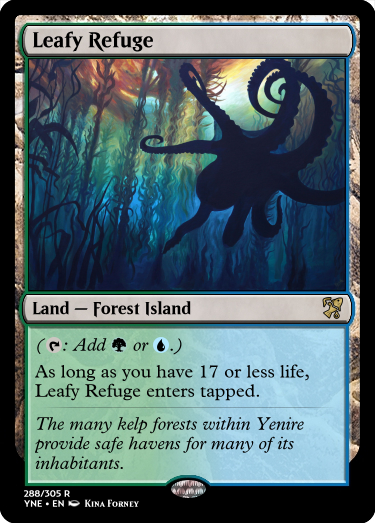 Leafy Refuge
Land — Forest Island
(: Add or .)
As long as you have 17 or less life,
Leafy Refuge enters tapped.
The many kelp forests within Yenire
provide safe havens for many of its
inhabitants.
288/305 R
YNE • EN Kina Forney